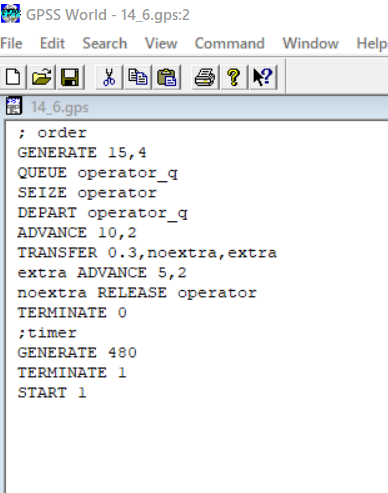 GPSS World - 14_6.gps:2
File Edit Search View Command Window Help
14_6.gps
; order
GENERATE 15,4
QUEUE operator_q
SEIZE operator
DEPART operator_q
ADVANCE 10,2
TRANSFER 0.3,noextra,extra
extra ADVANCE 5,2
noextra RELEASE operator
TERMINATE 0
;timer
GENERATE 480
TERMINATE 1
START 1